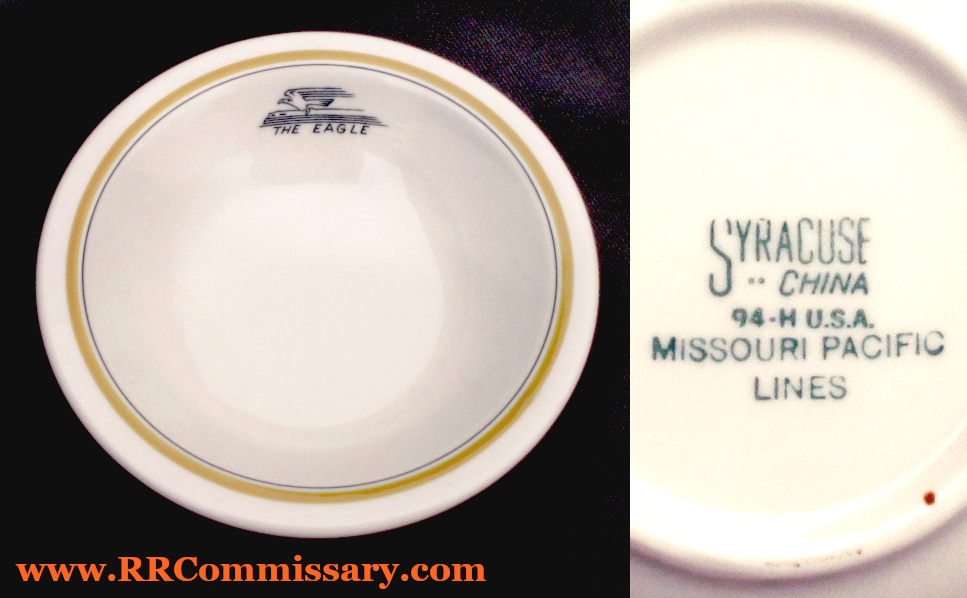 THE EAGLE
www.RRCommissary.com
SYRACUSE
CHINA
94-H U.S.A.
MISSOURI PACIFIC
LINES